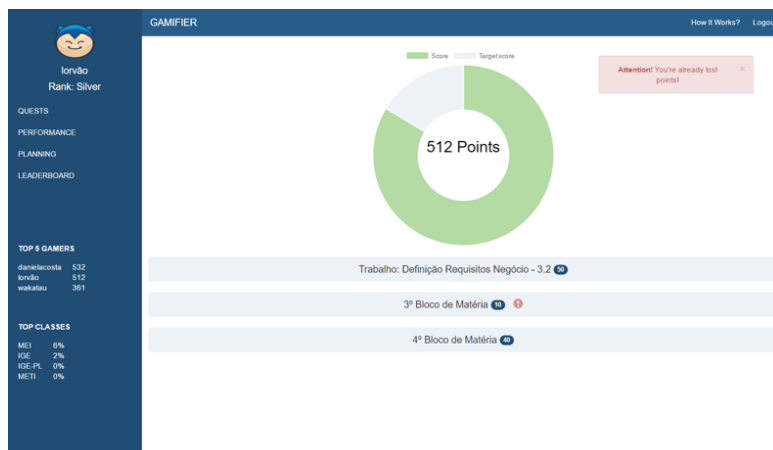 GAMIFIER
How It Works?
Logout
lorvão
Rank: Silver
QUESTS
PERFORMANCE
PLANNING
LEADERBOARD
TOP 5 GAMERS
danielacosta 532
lorvão 512
wakatau 361
TOP CLASSES
MEI 6%
IGE 2%
IGE-PL 0%
METI 0%
Score
Target score
512 Points
Attention! You're already lost
points!
×
Trabalho: Definição Requisitos Negócio - 3.2 50
3º Bloco de Matéria 10 !
4º Bloco de Matéria 40